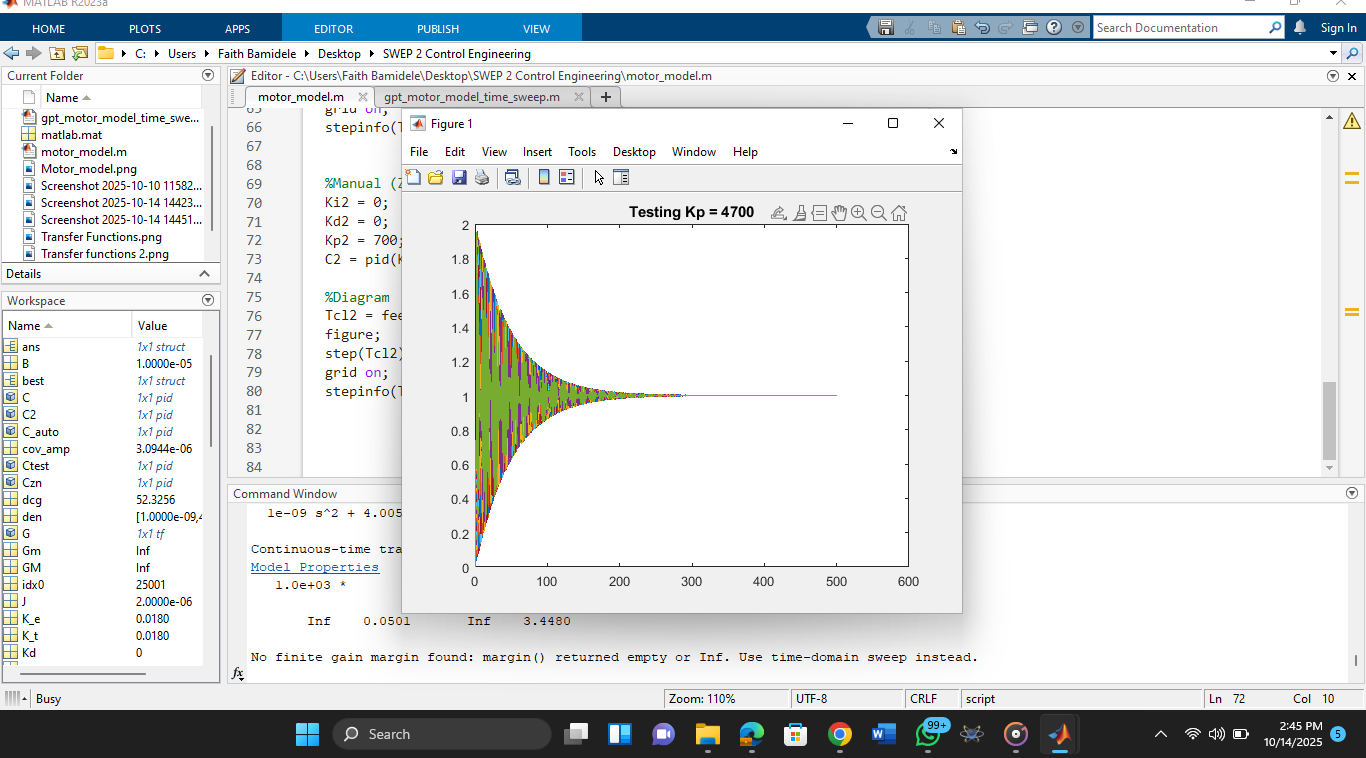 MATLAB R2023a
HOME PLOTS APPS EDITOR PUBLISH VIEW Search Documentation Sign In
C: Users Faith Bamidele Desktop SWEP 2 Control Engineering
Current Folder
Name
gpt_motor_model_time_swe...
matlab.mat
motor_model.m
Motor_model.png
Screenshot 2025-10-10 11582...
Screenshot 2025-10-14 14423...
Screenshot 2025-10-14 14451...
Transfer Functions.png
Transfer functions 2.png
Details
Workspace
Name Value
ans 1x1 struct
B 1.0000e-05
best 1x1 struct
C 1x1 pid
C2 1x1 pid
C_auto 1x1 pid
cov_amp 3.0944e-06
Ctest 1x1 pid
Czn 1x1 pid
dcg 52.3256
den [1.0000e-09,4
G 1x1 tf
Gm Inf
GM Inf
idx0 25001
J 2.0000e-06
K_e 0.0180
K_t 0.0180
Kd 0
Editor - C:\Users\Faith Bamidele\Desktop\SWEP 2 Control Engineering\motor_model.m
motor_model.m gpt_motor_model_time_sweep.m
65 grid on;
66 stepinfo(T
67
68
69 %Manual (Z
70 Ki2 = 0;
71 Kd2 = 0;
72 Kp2 = 700;
73 C2 = pid(K
74
75 %Diagram
76 Tcl2 = fee
77 figure;
78 step(Tcl2)
79 grid on;
80 stepinfo(T
81
82
83
84
Figure 1
File Edit View Insert Tools Desktop Window Help
Testing Kp = 4700
2
1.8
1.6
1.4
1.2
1
0.8
0.6
0.4
0.2
0
0 100 200 300 400 500 600
Command Window
1e-09 s^2 + 4.005
Continuous-time tra
Model Properties
1.0e+03 *
Inf 0.0501 Inf 3.4480
No finite gain margin found: margin() returned empty or Inf. Use time-domain sweep instead.
fx
Busy Zoom: 110% UTF-8 CRLF script Ln 72 Col 10
Search 99+ 2:45 PM
10/14/2025 5